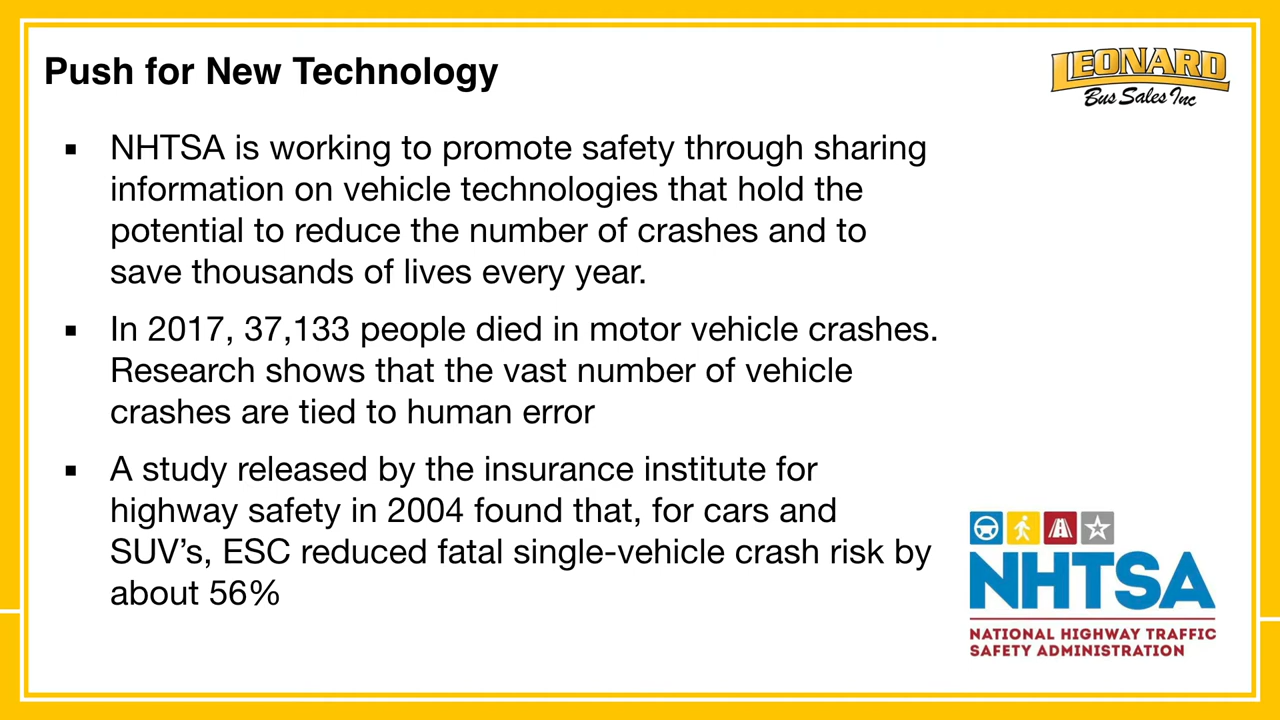 Push for New Technology
LEONARD
Bus Sales Inc
▪ NHTSA is working to promote safety through sharing
information on vehicle technologies that hold the
potential to reduce the number of crashes and to
save thousands of lives every year.
▪ In 2017, 37,133 people died in motor vehicle crashes.
Research shows that the vast number of vehicle
crashes are tied to human error
▪ A study released by the insurance institute for
highway safety in 2004 found that, for cars and
SUV’s, ESC reduced fatal single-vehicle crash risk by
about 56%
NHTSA
NATIONAL HIGHWAY TRAFFIC
SAFETY ADMINISTRATION